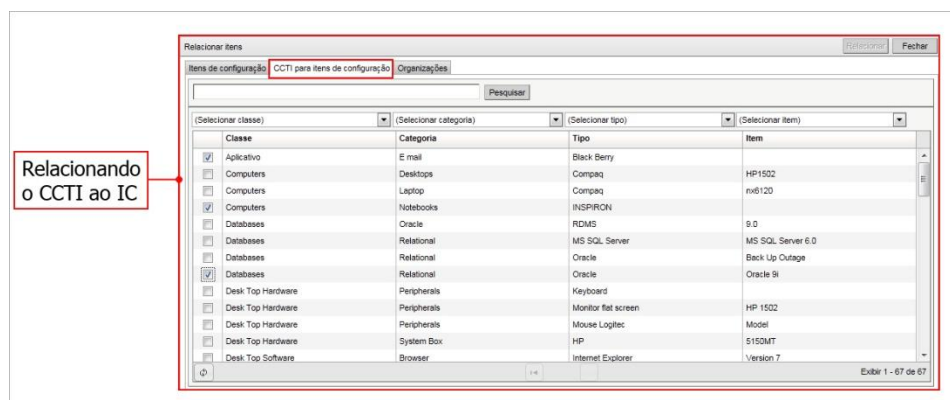 Relacionar itens
Relacionar Fechar
Itens de configuração CCTI para itens de configuração Organizações
Pesquisar
(Selecionar classe) (Selecionar categoria) (Selecionar tipo) (Selecionar item)
Classe Categoria Tipo Item
Aplicativo E mail Black Berry
Computers Desktops Compaq HP1502
Computers Laptop Compaq nx6120
Computers Notebooks INSPIRON
Databases Oracle RDMS 9.0
Databases Relational MS SQL Server MS SQL Server 6.0
Databases Relational Oracle Back Up Outage
Databases Relational Oracle Oracle 9i
Desk Top Hardware Peripherals Keyboard
Desk Top Hardware Peripherals Monitor flat screen HP 1502
Desk Top Hardware Peripherals Mouse Logitec Model
Desk Top Hardware System Box HP 5150MT
Desk Top Software Browser Internet Explorer Version 7
Exibir 1 - 67 de 67
Relacionando
o CCTI ao IC